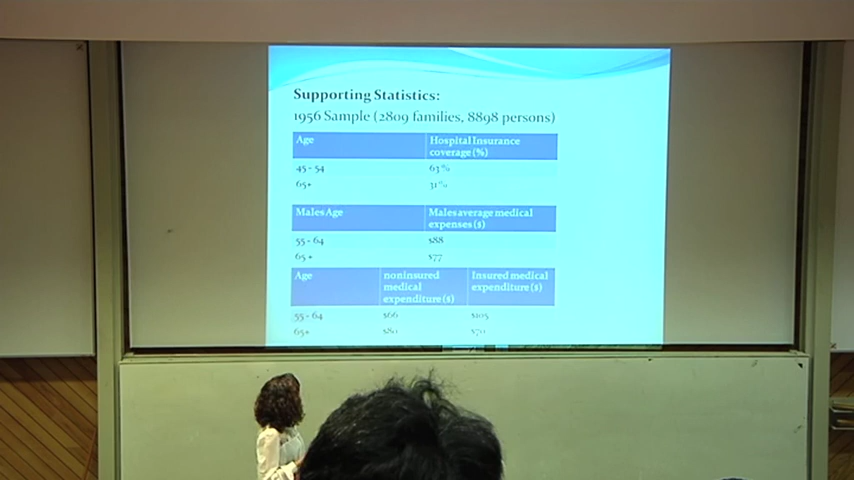 Supporting Statistics:
1956 Sample (2809 families, 8898 persons)
Age Hospital Insurance
coverage (%)
45 - 54 63%
65+ 31%
Males Age Males average medical
expenses ($)
55 - 64 $88
65 + $77
Age noninsured Insured medical
medical expenditure ($)
expenditure ($)
55 - 64 $66 $105
65+ $80 $70